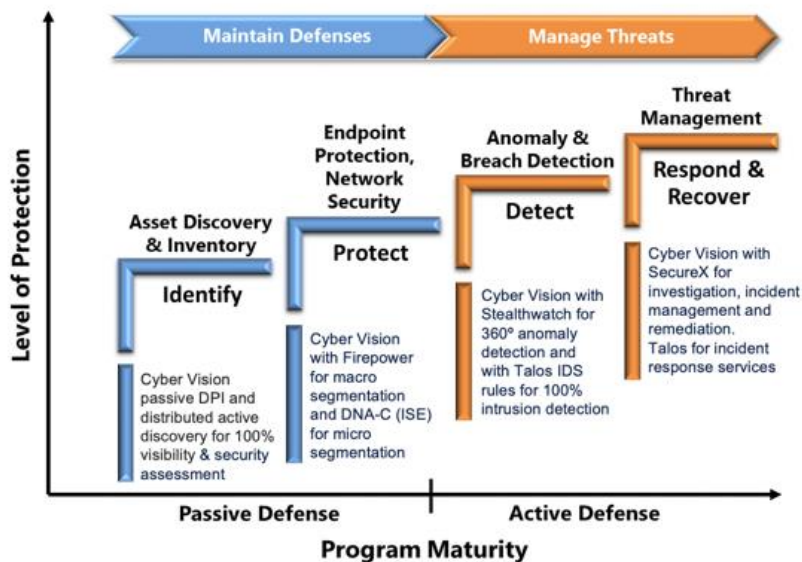 Maintain Defenses
Manage Threats
Level of Protection
Asset Discovery
& Inventory
Identify
Cyber Vision
passive DPI and
distributed active
discovery for 100%
visibility & security
assessment
Endpoint
Protection,
Network
Security
Protect
Cyber Vision
with Firepower
for macro
segmentation
and DNA-C (ISE)
for micro
segmentation
Anomaly &
Breach Detection
Detect
Cyber Vision with
Stealthwatch for
360º anomaly
detection and
with Talos IDS
rules for 100%
intrusion detection
Threat
Management
Respond &
Recover
Cyber Vision with
SecureX for
investigation, incident
management and
remediation.
Talos for incident
response services
Passive Defense
Active Defense
Program Maturity